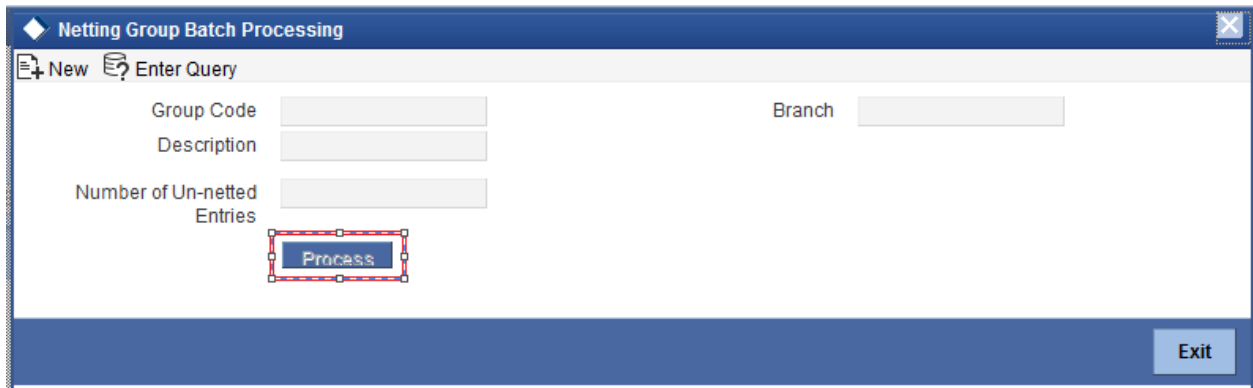 Netting Group Batch Processing
New Enter Query
Group Code Branch
Description
Number of Un-netted
Entries
Process
Exit